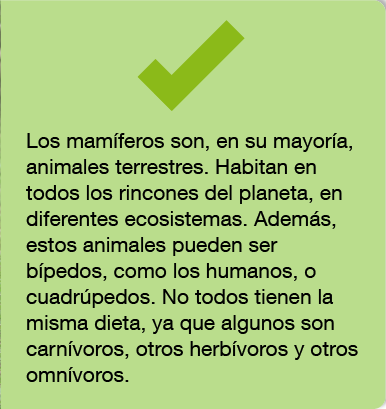 Los mamíferos son, en su mayoría,
animales terrestres. Habitan en
todos los rincones del planeta, en
diferentes ecosistemas. Además,
estos animales pueden ser
bípedos, como los humanos, o
cuadrúpedos. No todos tienen la
misma dieta, ya que algunos son
carnívoros, otros herbívoros y otros
omnívoros.